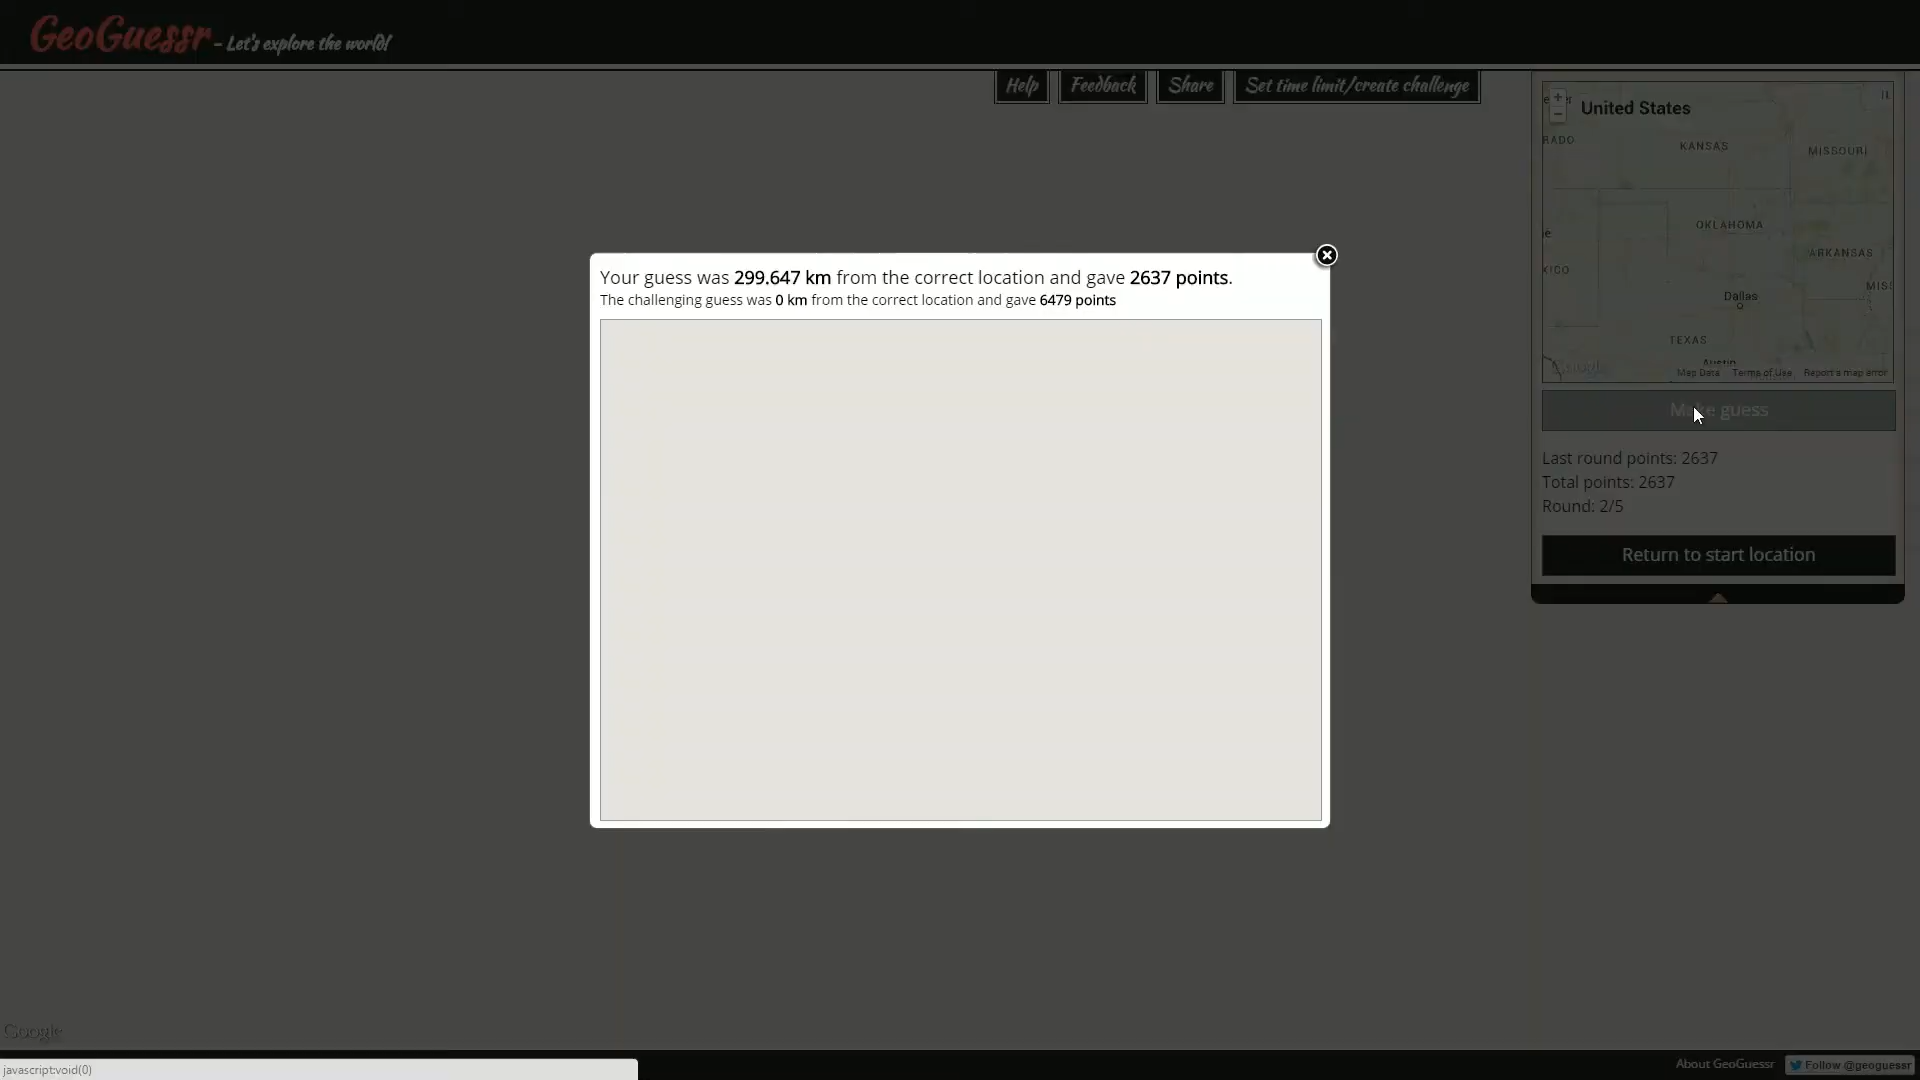 GeoGuessr - Let's explore the world!
Help
Feedback
Share
Set time limit/create challenge
+
−
United States
KANSAS
MISSOURI
OKLAHOMA
ARKANSAS
Dallas
TEXAS
Austin
Google
Map Data
Terms of Use
Report a map error
Your guess was 299.647 km from the correct location and gave 2637 points.
The challenging guess was 0 km from the correct location and gave 6479 points
Make guess
Last round points: 2637
Total points: 2637
Round: 2/5
Return to start location
Google
javascript:void(0)
About GeoGuessr
Follow @geoguessr